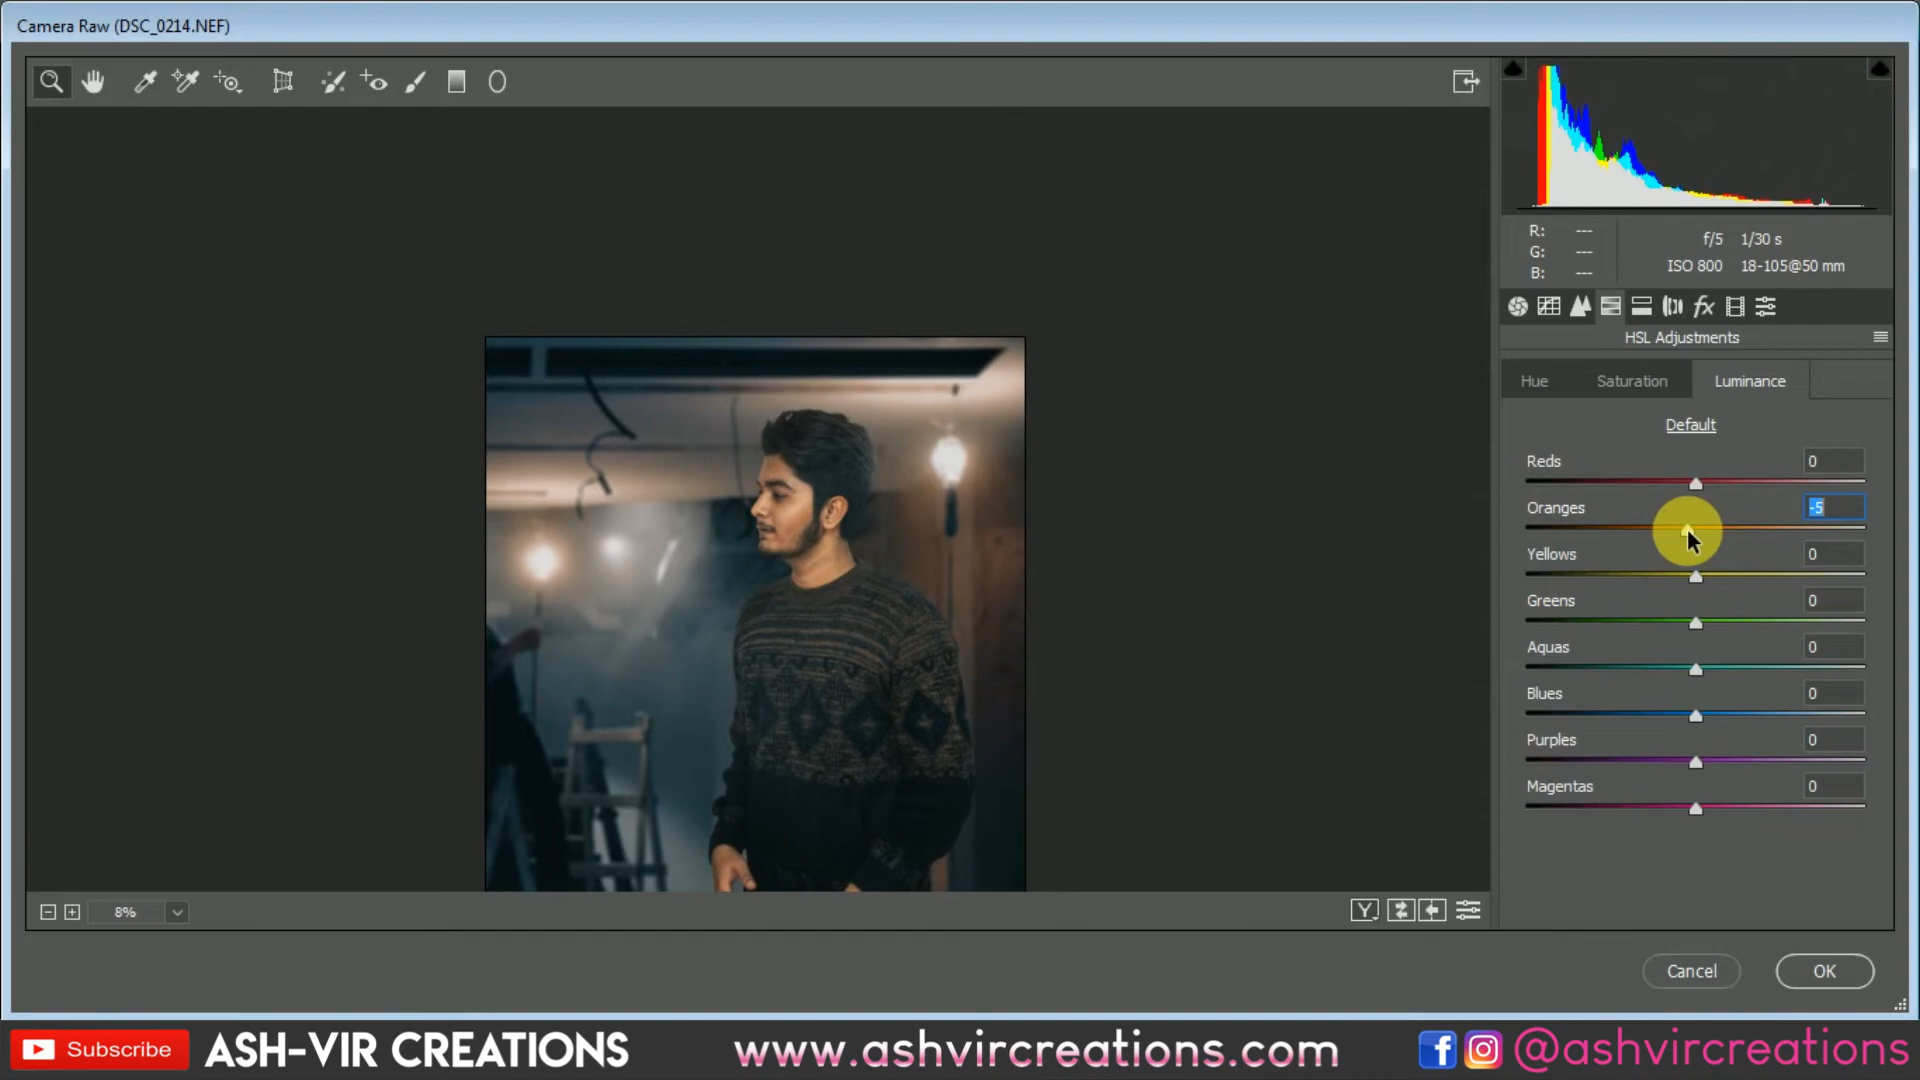 Camera Raw (DSC_0214.NEF)
R: ---
G: ---
B: ---
f/5 1/30 s
ISO 800 18-105@50 mm
fx
HSL Adjustments
Hue Saturation Luminance
Default
Reds 0
Oranges -5
Yellows 0
Greens 0
Aquas 0
Blues 0
Purples 0
Magentas 0
8%
Y
Cancel OK
Subscribe ASH-VIR CREATIONS www.ashvircreations.com f @ashvircreations